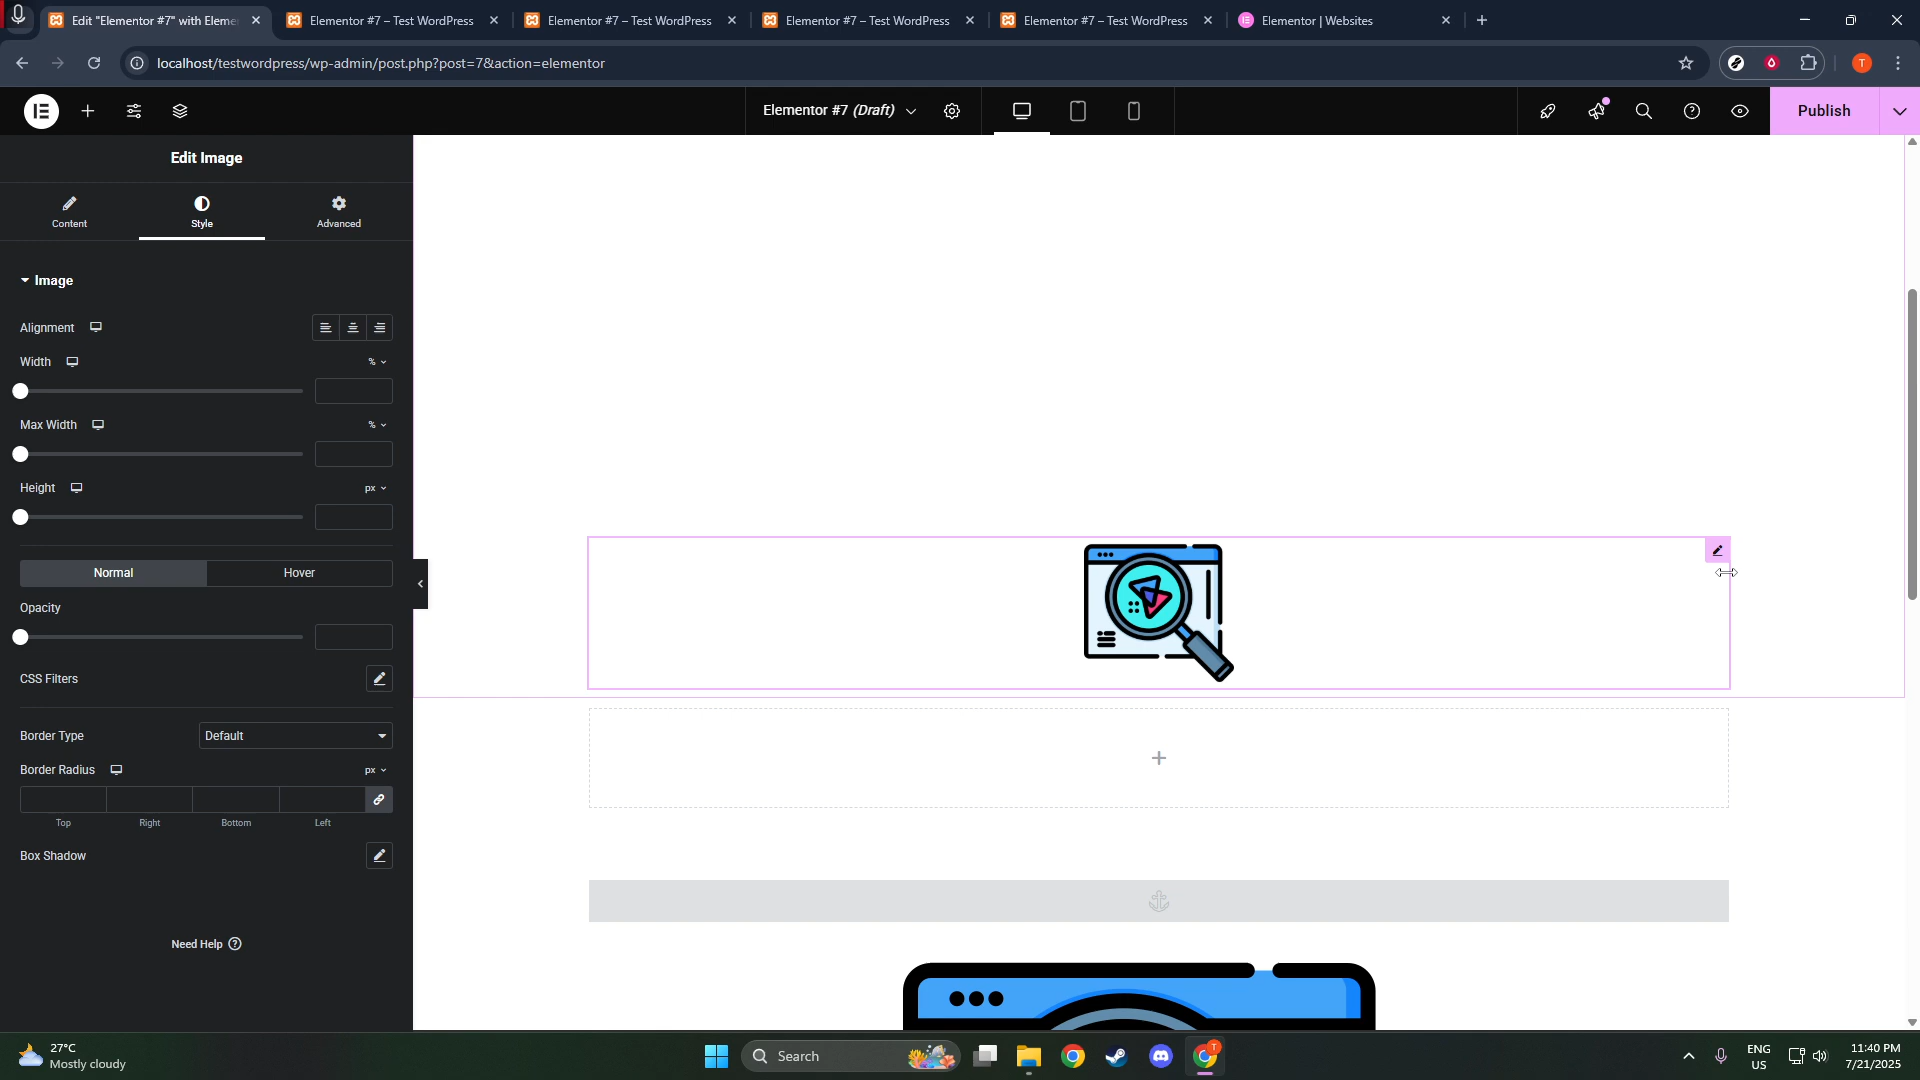 Edit "Elementor #7" with Eleme
Elementor #7 – Test WordPress
Elementor #7 – Test WordPress
Elementor #7 – Test WordPress
Elementor #7 – Test WordPress
Elementor | Websites
localhost/testwordpress/wp-admin/post.php?post=7&action=elementor
T
Elementor #7 (Draft)
Publish
Edit Image
Content
Style
Advanced
Image
Alignment
Width
%
Max Width
%
Height
px
Normal
Hover
Opacity
CSS Filters
Border Type
Default
Border Radius
px
Top
Right
Bottom
Left
Box Shadow
Need Help
27°C
Mostly cloudy
Search
T
ENG
US
11:40 PM
7/21/2025